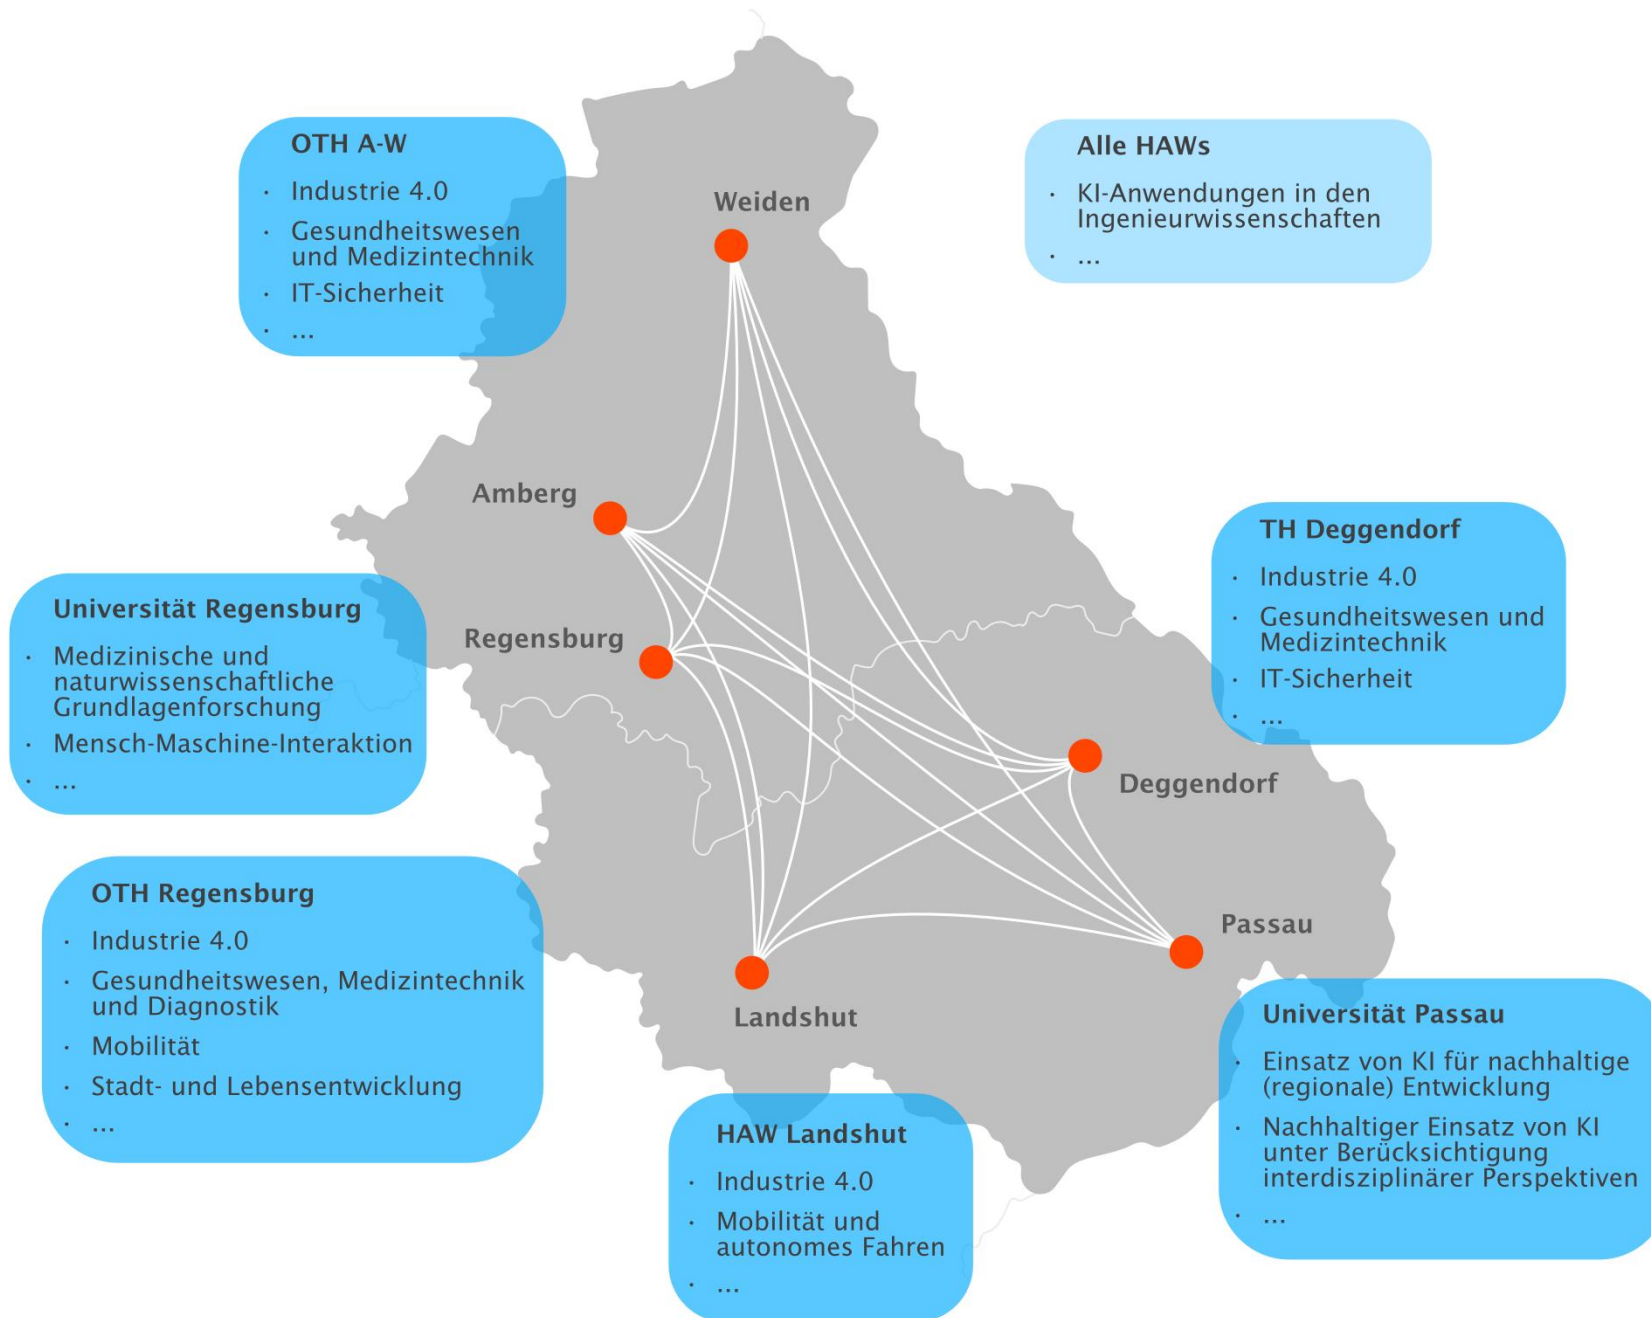 OTH A-W
· Industrie 4.0
· Gesundheitswesen
und Medizintechnik
· IT-Sicherheit
· ...
Alle HAWs
· KI-Anwendungen in den
Ingenieurwissenschaften
· ...
Weiden
Amberg
Regensburg
Deggendorf
Passau
Landshut
TH Deggendorf
· Industrie 4.0
· Gesundheitswesen und
Medizintechnik
· IT-Sicherheit
· ...
Universität Regensburg
· Medizinische und
naturwissenschaftliche
Grundlagenforschung
· Mensch-Maschine-Interaktion
· ...
OTH Regensburg
· Industrie 4.0
· Gesundheitswesen, Medizintechnik
und Diagnostik
· Mobilität
· Stadt- und Lebensentwicklung
· ...
HAW Landshut
· Industrie 4.0
· Mobilität und
autonomes Fahren
· ...
Universität Passau
· Einsatz von KI für nachhaltige
(regionale) Entwicklung
· Nachhaltiger Einsatz von KI
unter Berücksichtigung
interdisziplinärer Perspektiven
· ...